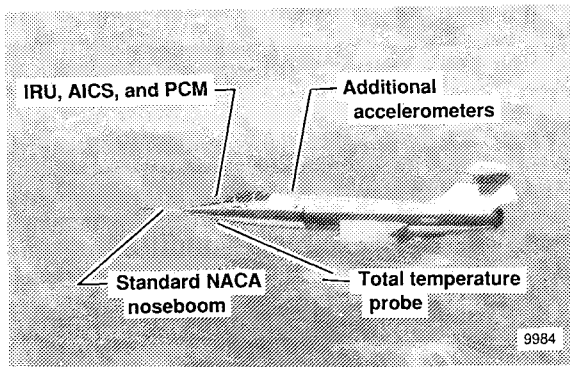 IRU, AICS, and PCM
Additional
accelerometers
Standard NACA
noseboom
Total temperature
probe
9984